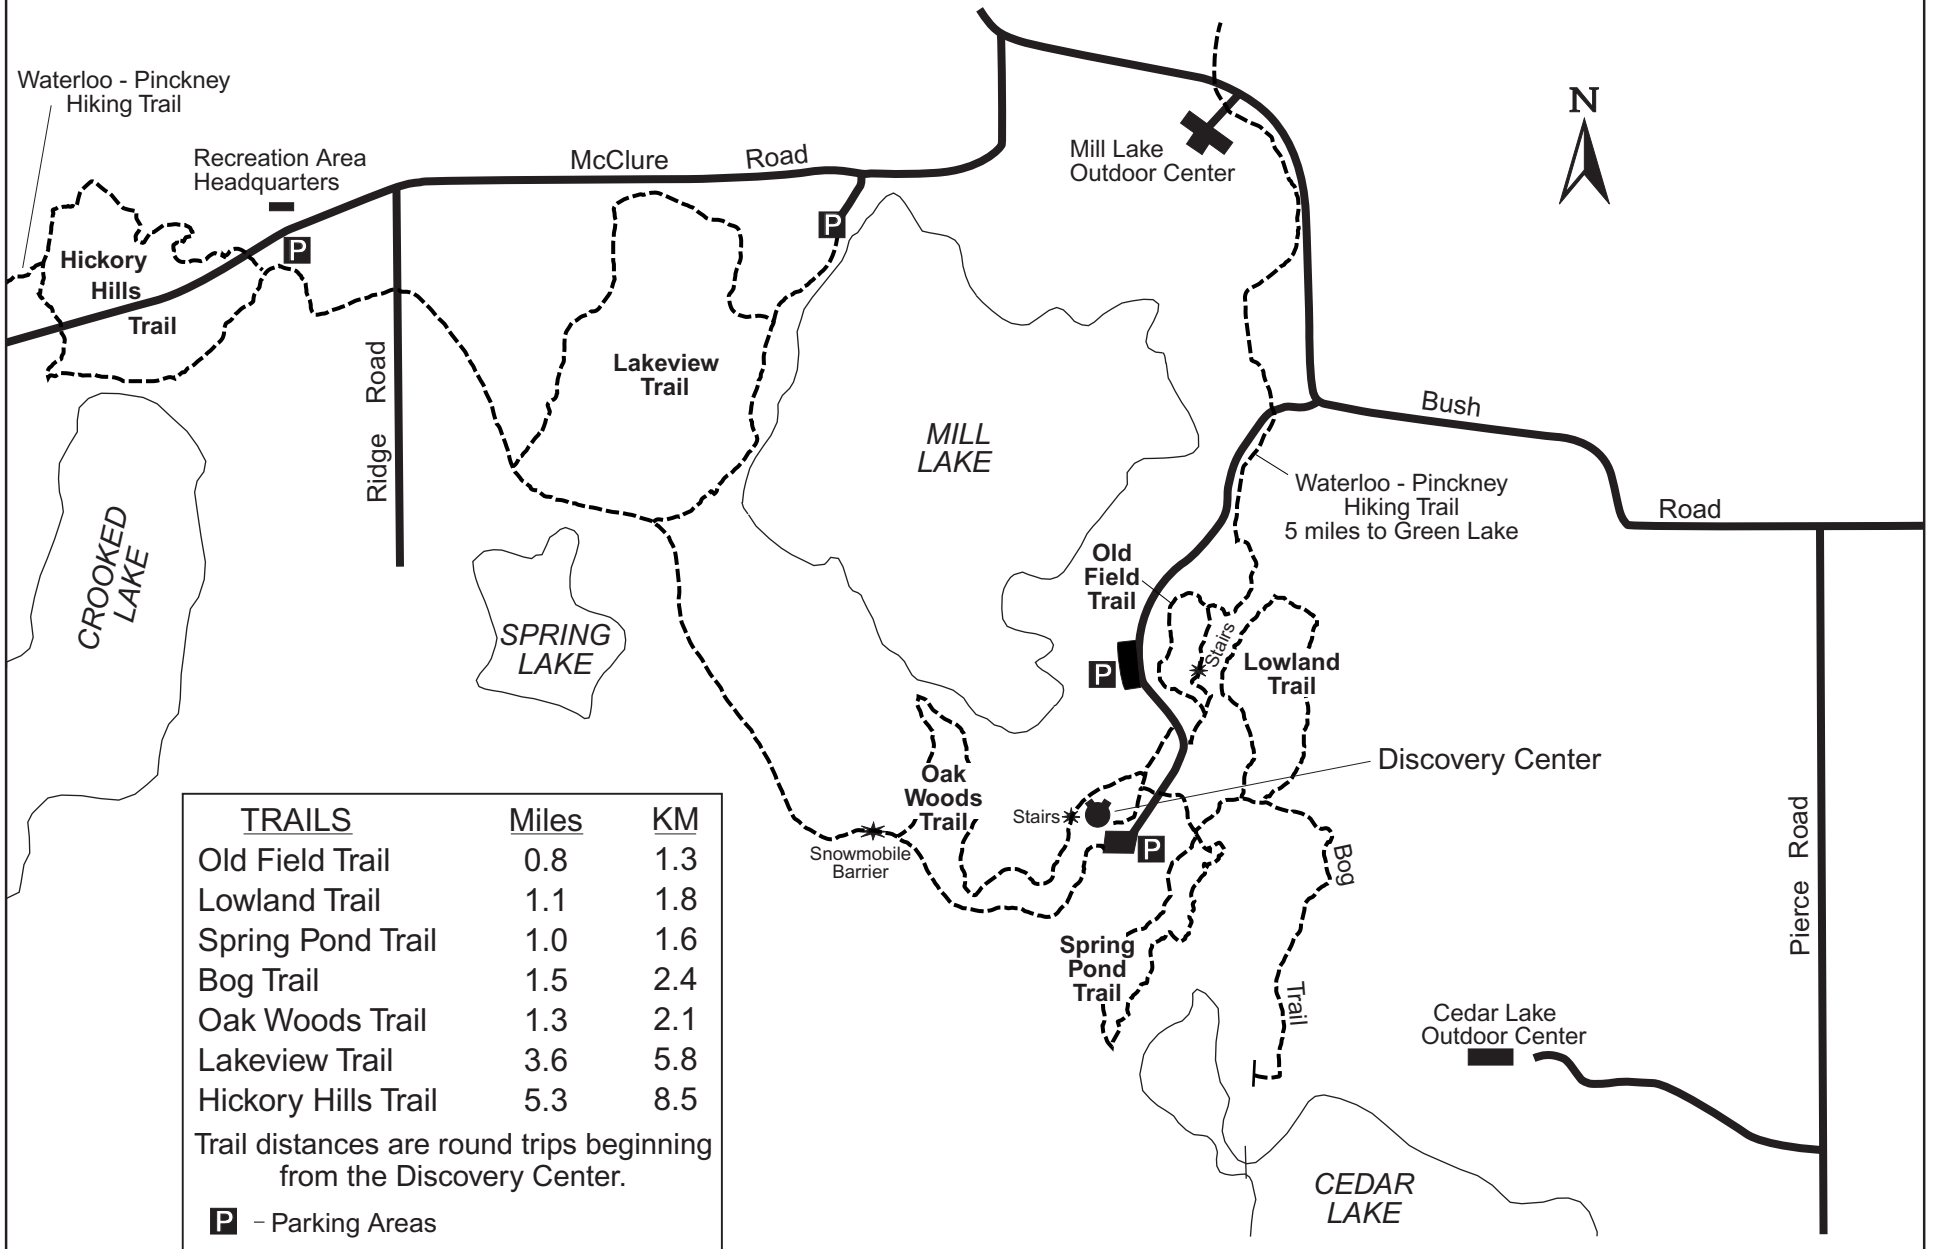 Waterloo - Pinckney
Hiking Trail
Recreation Area
Headquarters
McClure Road
Mill Lake
Outdoor Center
N
P
P
Hickory
Hills
Trail
Ridge Road
Lakeview
Trail
MILL
LAKE
Bush
Road
Waterloo - Pinckney
Hiking Trail
5 miles to Green Lake
CROOKED
LAKE
SPRING
LAKE
Old
Field
Trail
Stairs
P
Lowland
Trail
Discovery Center
Oak
Woods
Trail
Stairs
Snowmobile
Barrier
P
Bog
Trail
Spring
Pond
Trail
Pierce Road
Cedar Lake
Outdoor Center
CEDAR
LAKE
TRAILS Miles KM
Old Field Trail 0.8 1.3
Lowland Trail 1.1 1.8
Spring Pond Trail 1.0 1.6
Bog Trail 1.5 2.4
Oak Woods Trail 1.3 2.1
Lakeview Trail 3.6 5.8
Hickory Hills Trail 5.3 8.5
Trail distances are round trips beginning
from the Discovery Center.
P - Parking Areas